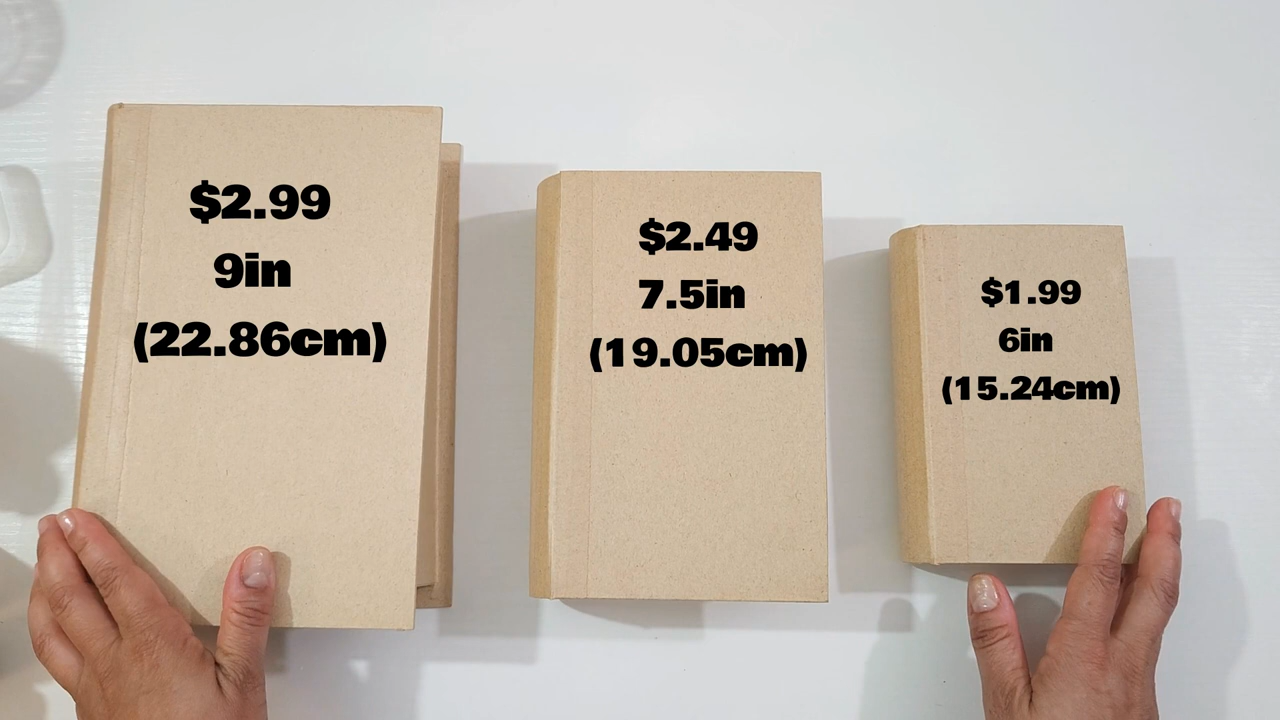 $2.99
9in
(22.86cm)
$2.49
7.5in
(19.05cm)
$1.99
6in
(15.24cm)